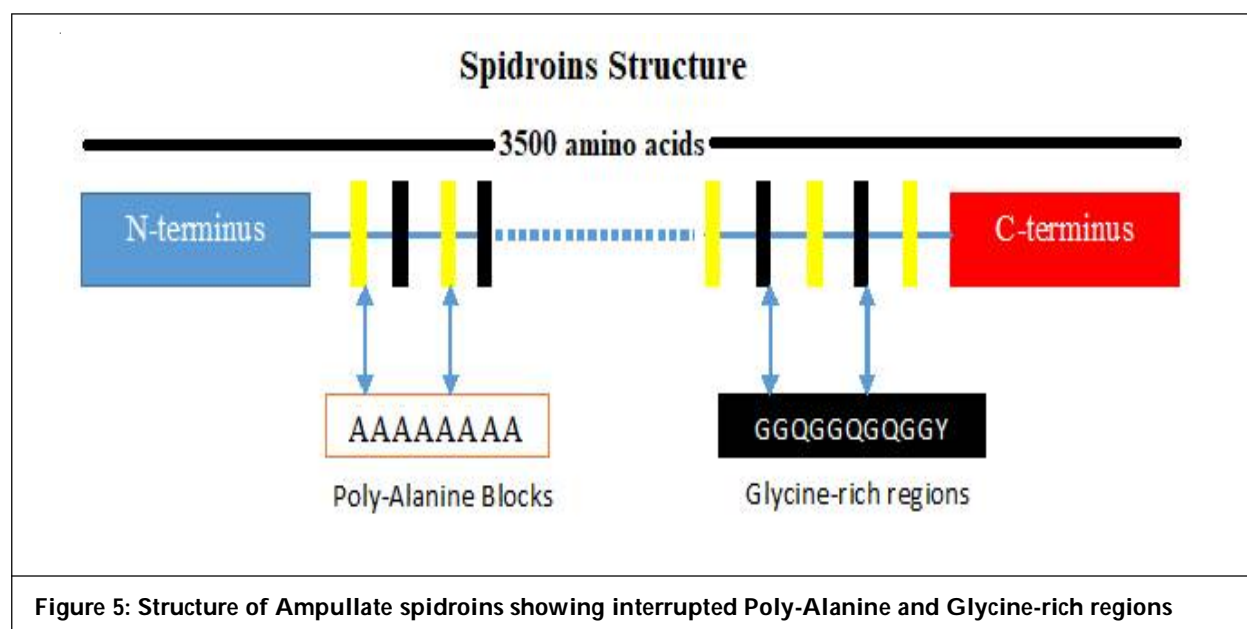 Spidroins Structure
3500 amino acids
N-terminus
C-terminus
AAAAAAAA
GGQGGQGQGGY
Poly-Alanine Blocks
Glycine-rich regions
Figure 5: Structure of Ampullate spidroins showing interrupted Poly-Alanine and Glycine-rich regions